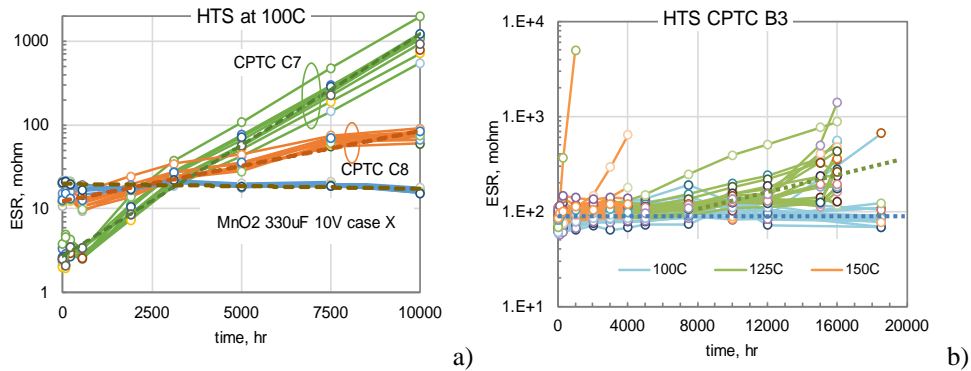 HTS at 100C
1000
100
10
1
ESR, mohm
CPTC C7
CPTC C8
MnO2 330uF 10V case X
0 2500 5000 7500 10000
time, hr
a)
HTS CPTC B3
1.E+4
1.E+3
1.E+2
1.E+1
ESR, mohm
100C 125C 150C
0 4000 8000 12000 16000 20000
time, hr
b)